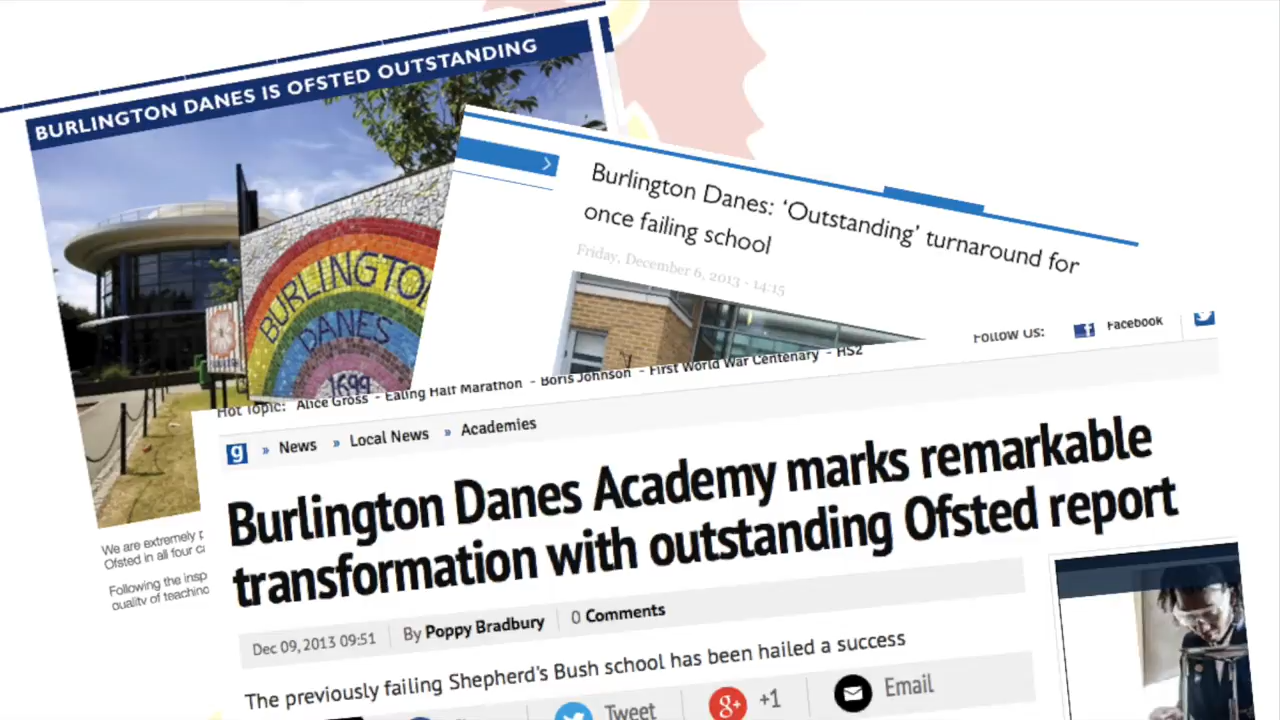 BURLINGTON DANES IS OFSTED OUTSTANDING
BURLINGTON
DANES
1699
We are extremely
Ofsted in all four
Following the insp
quality of teaching
Burlington Danes: ‘Outstanding’ turnaround for
once failing school
Friday, December 6, 2013 - 14:15
Follow Us: Facebook
Hot Topic: Alice Gross - Ealing Half Marathon - Boris Johnson - First World War Centenary - HS2
g » News » Local News » Academies
Burlington Danes Academy marks remarkable
transformation with outstanding Ofsted report
Dec 09, 2013 09:51 By Poppy Bradbury 0 Comments
The previously failing Shepherd's Bush school has been hailed a success
Tweet g+ +1 Email